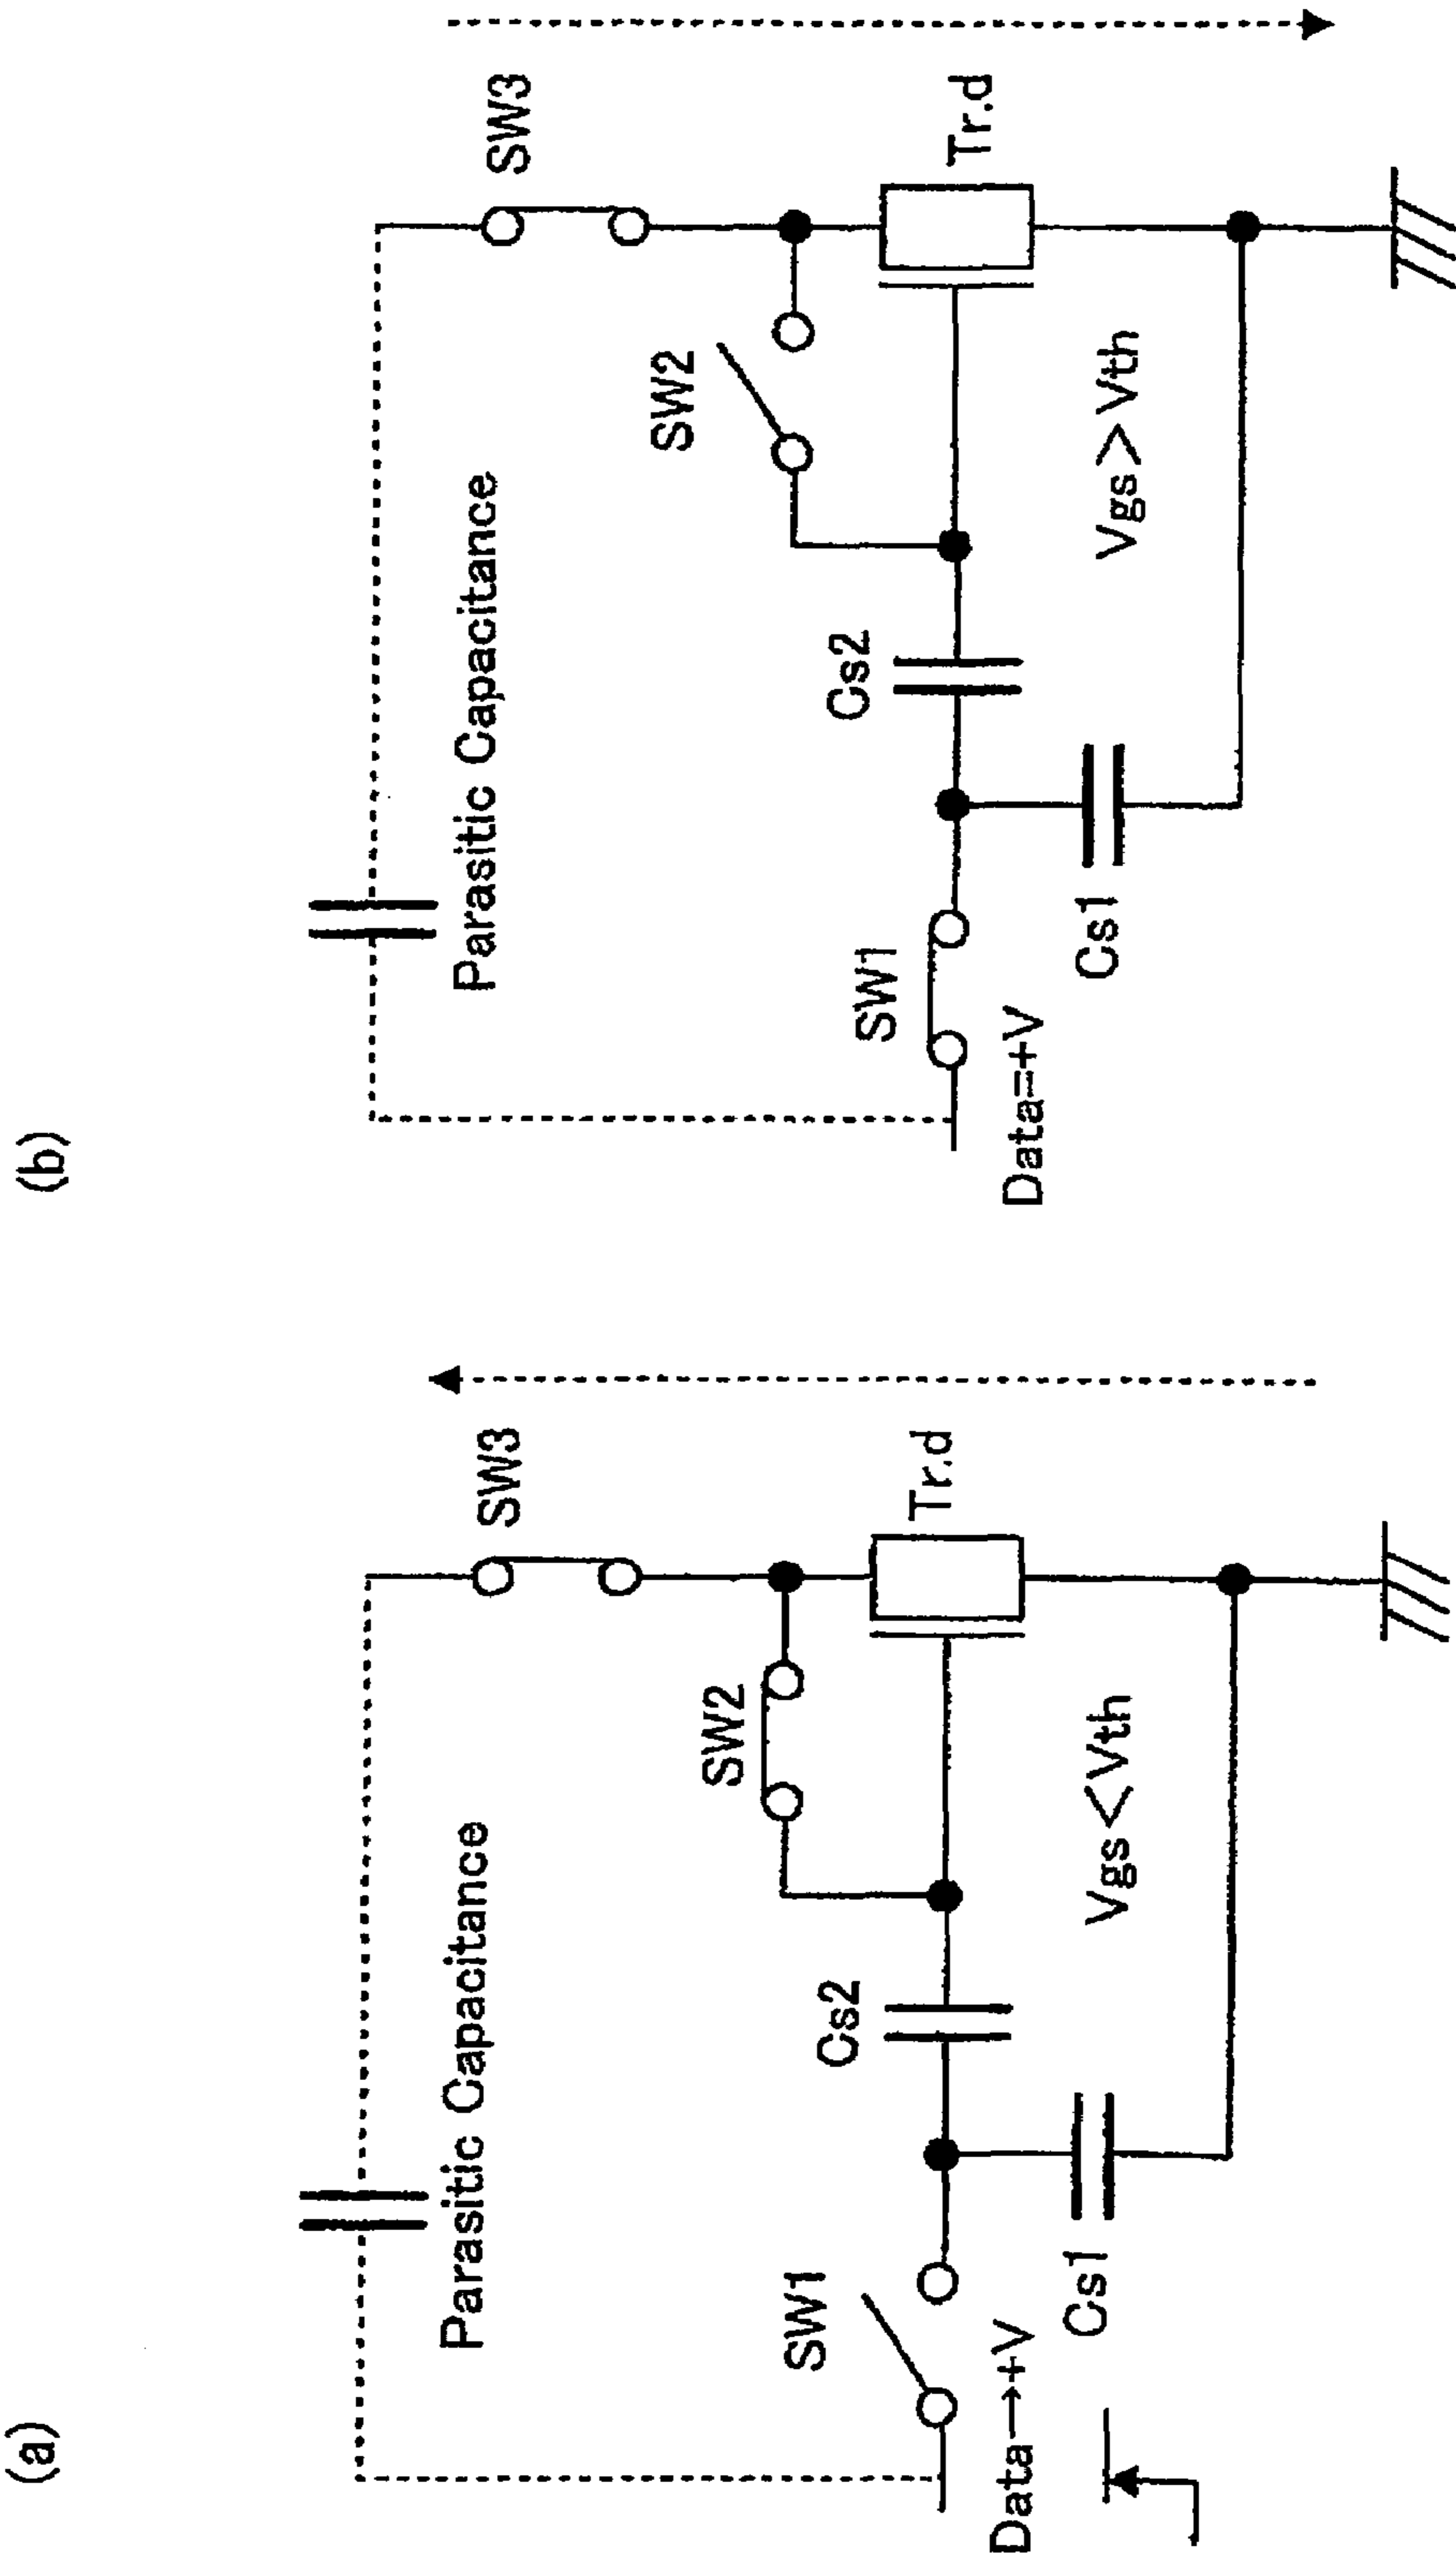 (a)
Parasitic Capacitance
SW3
SW2
SW1
Cs2
Tr.d
Data→+V
Cs1
Vgs<Vth
(b)
Parasitic Capacitance
SW3
SW2
SW1
Cs2
Tr.d
Data=+V
Cs1
Vgs>Vth